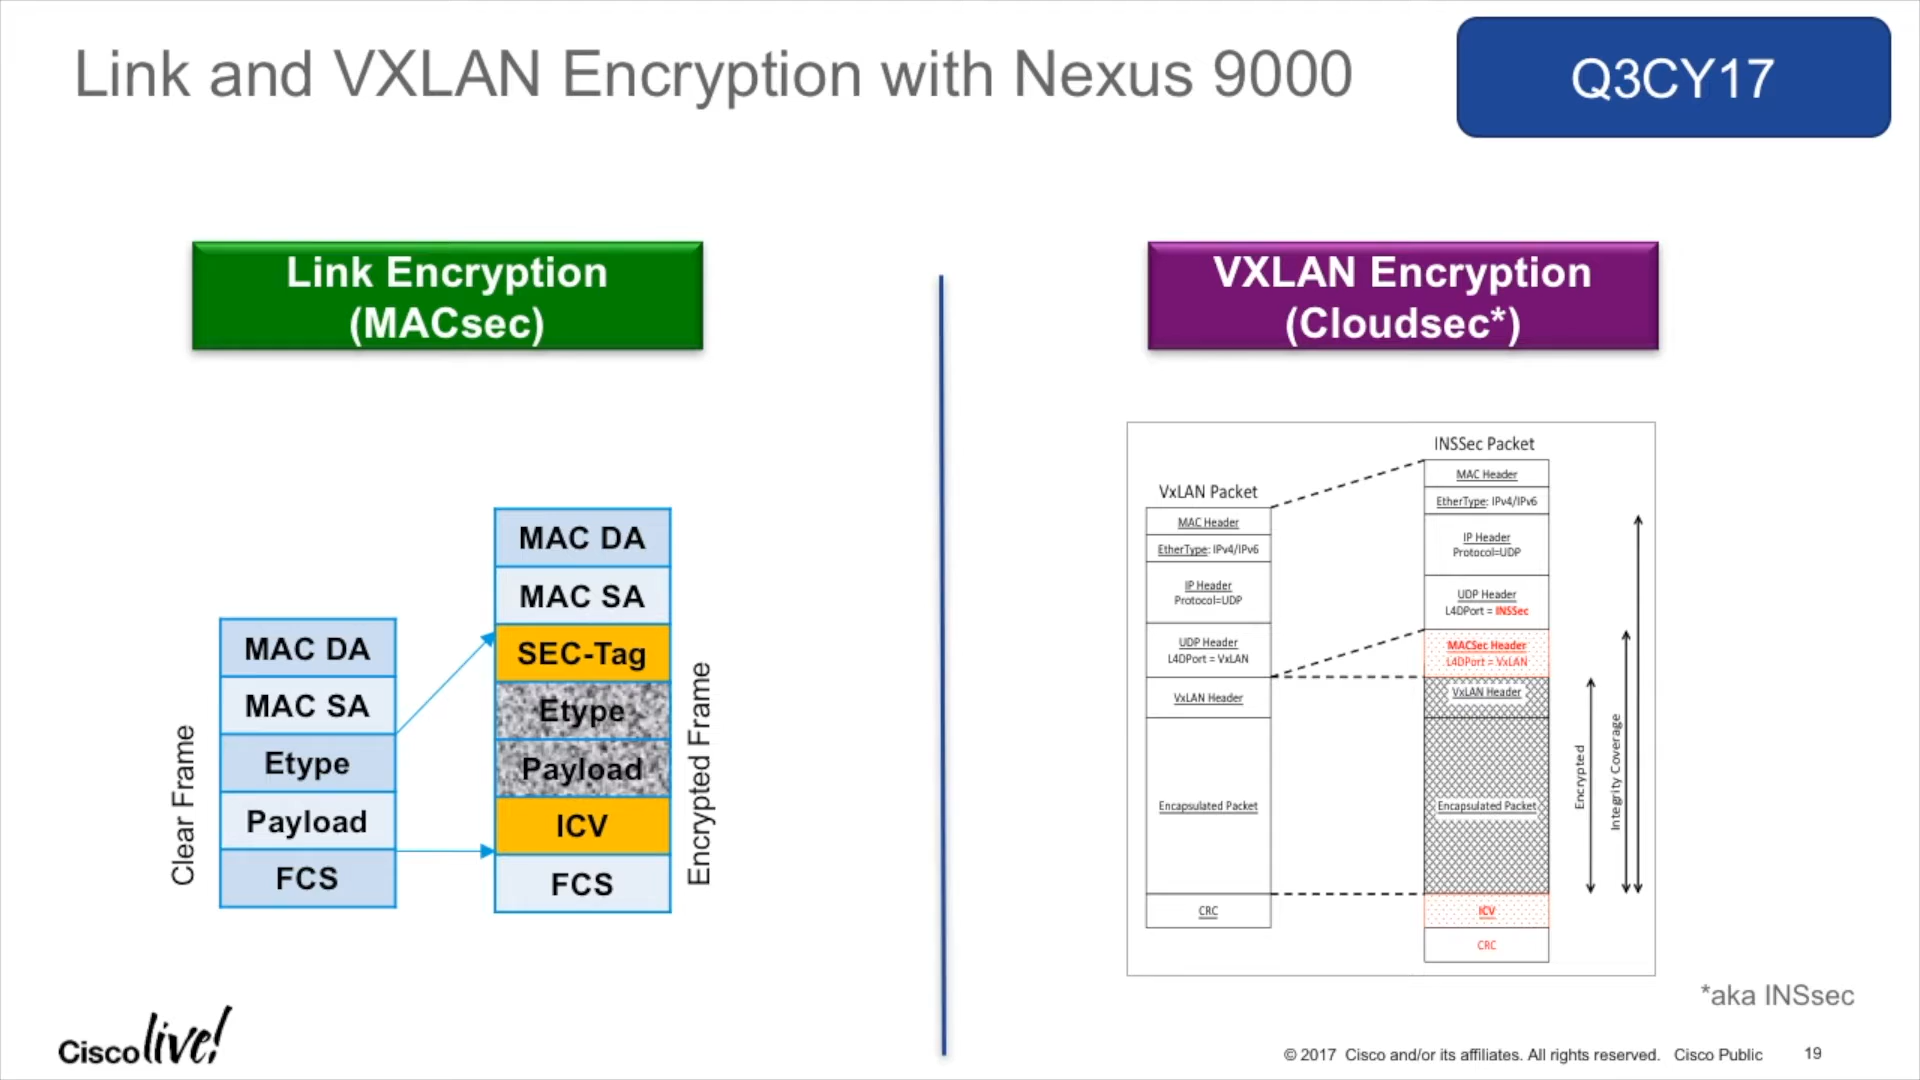 Link and VXLAN Encryption with Nexus 9000
Q3CY17
Link Encryption
(MACsec)
Clear Frame
MAC DA
MAC SA
Etype
Payload
FCS
MAC DA
MAC SA
SEC-Tag
Etype
Payload
ICV
FCS
Encrypted Frame
VXLAN Encryption
(Cloudsec*)
VxLAN Packet
MAC Header
EtherType: IPv4/IPv6
IP Header
Protocol=UDP
UDP Header
L4DPort = VxLAN
VxLAN Header
Encapsulated Packet
CRC
INSSec Packet
MAC Header
EtherType: IPv4/IPv6
IP Header
Protocol=UDP
UDP Header
L4DPort = INSSec
MACSec Header
L4DPort = VxLAN
VxLAN Header
Encapsulated Packet
ICV
CRC
Encrypted
Integrity Coverage
*aka INSsec
Cisco live!
© 2017 Cisco and/or its affiliates. All rights reserved. Cisco Public 19